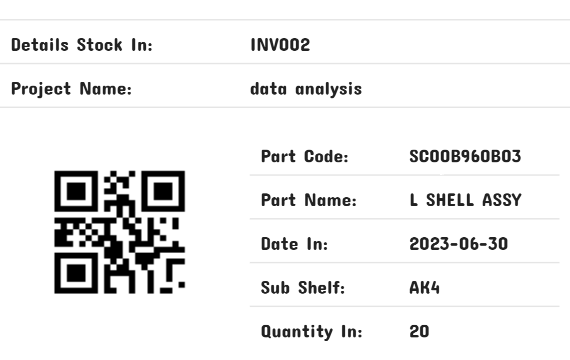 Details Stock In: INV002
Project Name: data analysis
Part Code: SC00B960B03
Part Name: L SHELL ASSY
Date In: 2023-06-30
Sub Shelf: AK4
Quantity In: 20